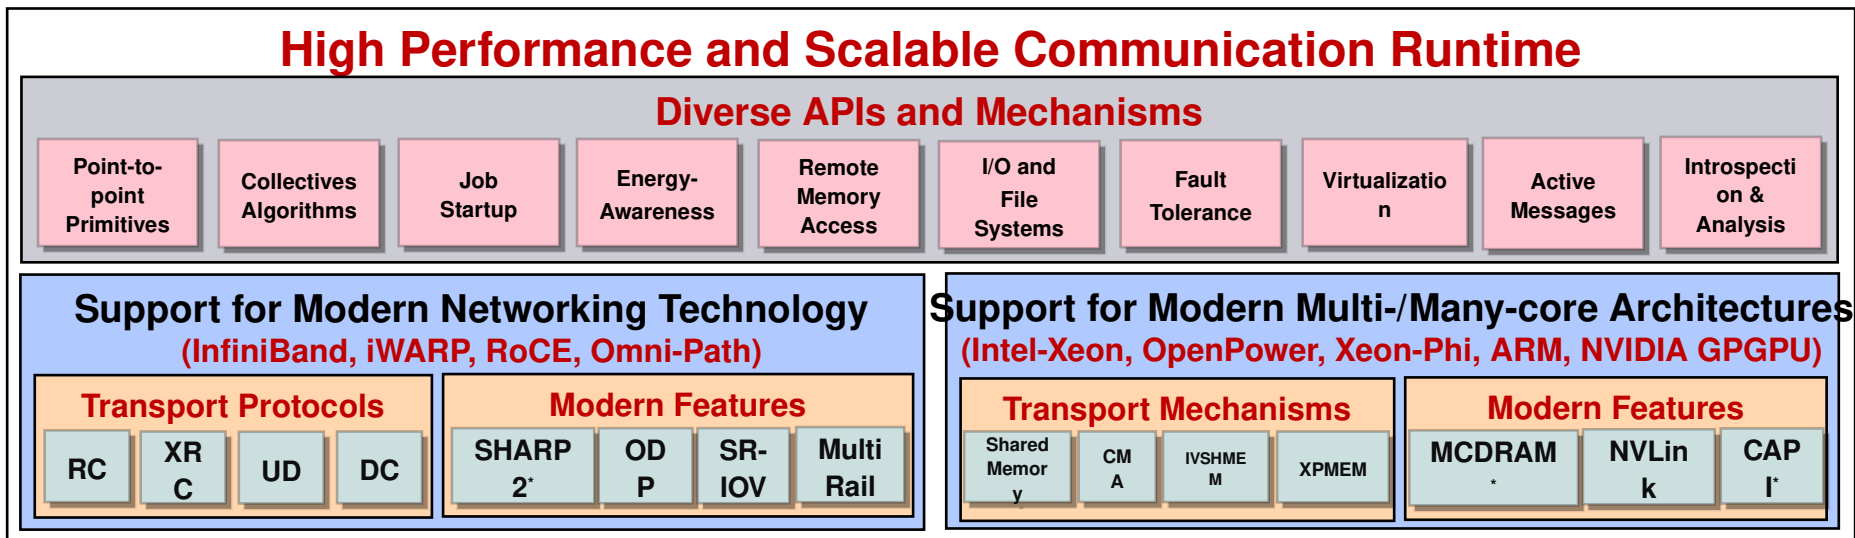 High Performance and Scalable Communication Runtime
Diverse APIs and Mechanisms
Point-to-
point
Primitives
Collectives
Algorithms
Job
Startup
Energy-
Awareness
Remote
Memory
Access
I/O and
File
Systems
Fault
Tolerance
Virtualizatio
n
Active
Messages
Introspecti
on &
Analysis
Support for Modern Networking Technology
(InfiniBand, iWARP, RoCE, Omni-Path)
Transport Protocols
RC
XR
C
UD
DC
Modern Features
SHARP
2*
OD
P
SR-
IOV
Multi
Rail
Support for Modern Multi-/Many-core Architectures
(Intel-Xeon, OpenPower, Xeon-Phi, ARM, NVIDIA GPGPU)
Transport Mechanisms
Shared
Memor
y
CM
A
IVSHME
M
XPMEM
Modern Features
MCDRAM
*
NVLin
k
CAP
I*